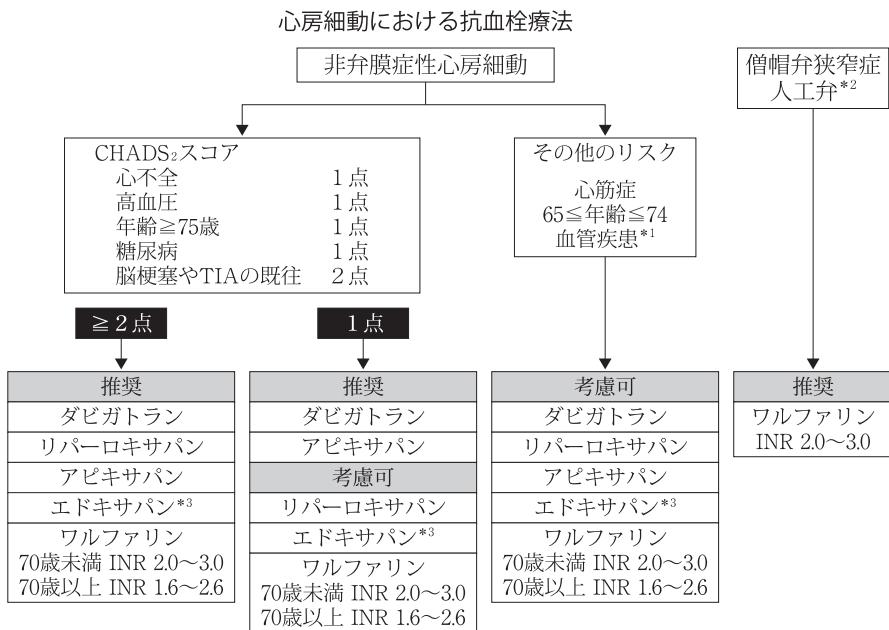 心房細動における抗血栓療法
非弁膜症性心房細動
僧帽弁狭窄症
人工弁*2
CHADS₂スコア
心不全 1点
高血圧 1点
年齢≧75歳 1点
糖尿病 1点
脳梗塞やTIAの既往 2点
その他のリスク
心筋症
65≦年齢≦74
血管疾患*1
≧2点
1点
推奨
ダビガトラン
リバーロキサバン
アピキサバン
エドキサバン*3
ワルファリン
70歳未満 INR 2.0〜3.0
70歳以上 INR 1.6〜2.6
推奨
ダビガトラン
アピキサバン
考慮可
リバーロキサバン
エドキサバン*3
ワルファリン
70歳未満 INR 2.0〜3.0
70歳以上 INR 1.6〜2.6
考慮可
ダビガトラン
リバーロキサバン
アピキサバン
エドキサバン*3
ワルファリン
70歳未満 INR 2.0〜3.0
70歳以上 INR 1.6〜2.6
推奨
ワルファリン
INR 2.0〜3.0